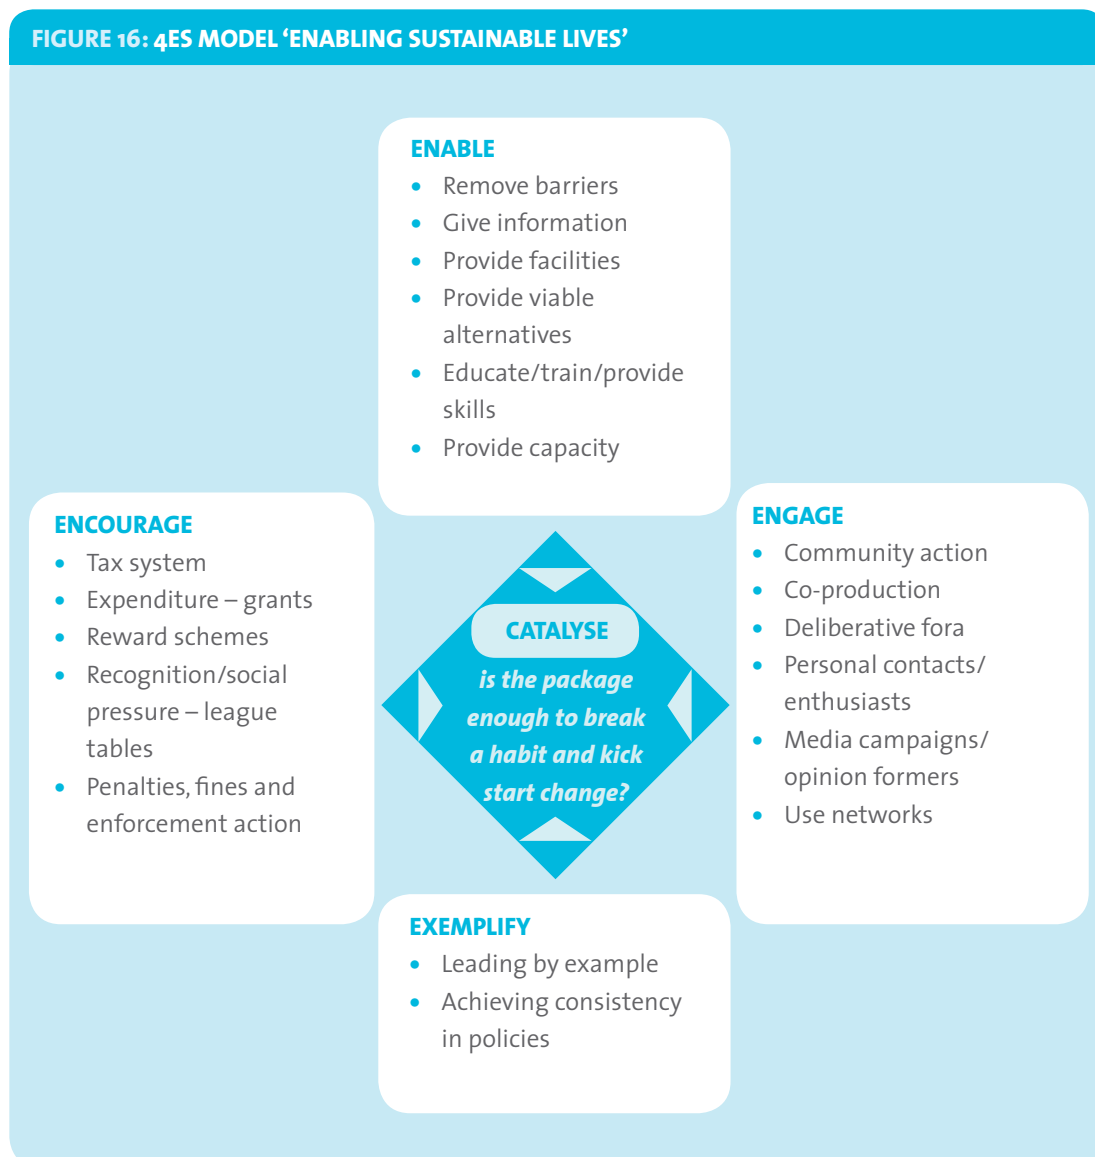 FIGURE 16: 4ES MODEL ‘ENABLING SUSTAINABLE LIVES’
ENABLE
• Remove barriers
• Give information
• Provide facilities
• Provide viable
alternatives
• Educate/train/provide
skills
• Provide capacity
ENCOURAGE
• Tax system
• Expenditure – grants
• Reward schemes
• Recognition/social
pressure – league
tables
• Penalties, fines and
enforcement action
CATALYSE
is the package
enough to break
a habit and kick
start change?
ENGAGE
• Community action
• Co-production
• Deliberative fora
• Personal contacts/
enthusiasts
• Media campaigns/
opinion formers
• Use networks
EXEMPLIFY
• Leading by example
• Achieving consistency
in policies